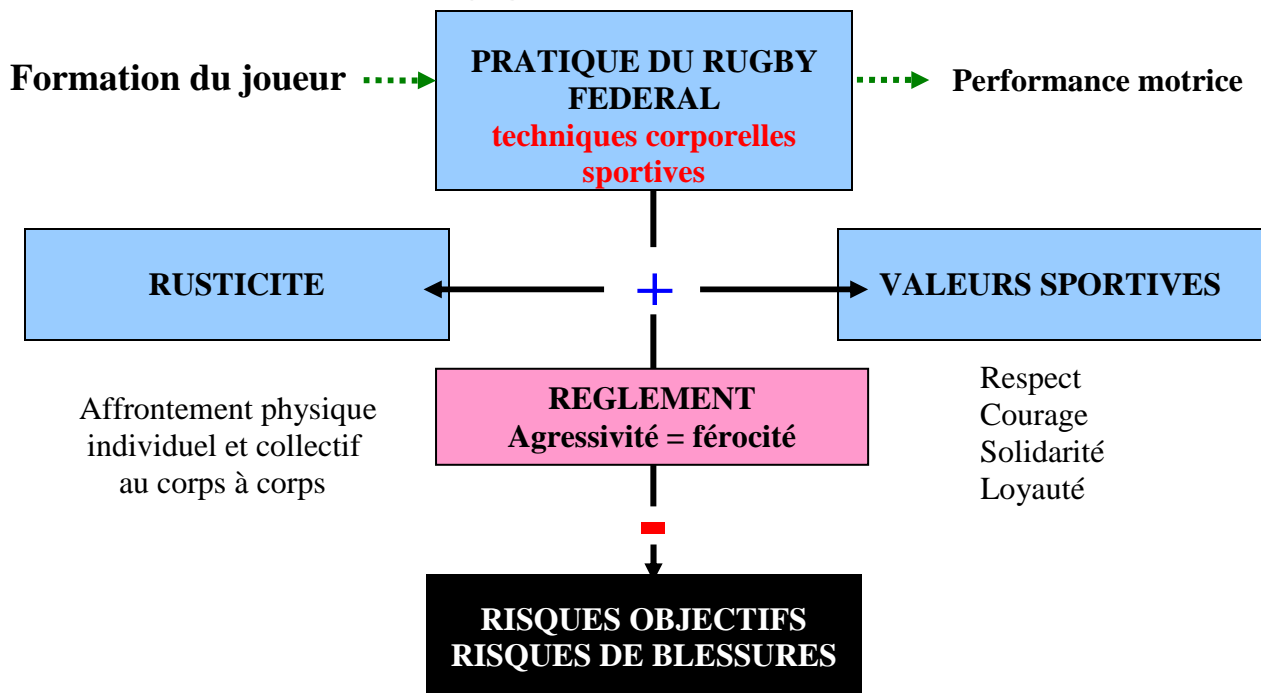 Formation du joueur
PRATIQUE DU RUGBY
FEDERAL
techniques corporelles
sportives
Performance motrice
RUSTICITE
+
VALEURS SPORTIVES
Affrontement physique
individuel et collectif
au corps à corps
REGLEMENT
Agressivité = férocité
Respect
Courage
Solidarité
Loyauté
-
RISQUES OBJECTIFS
RISQUES DE BLESSURES